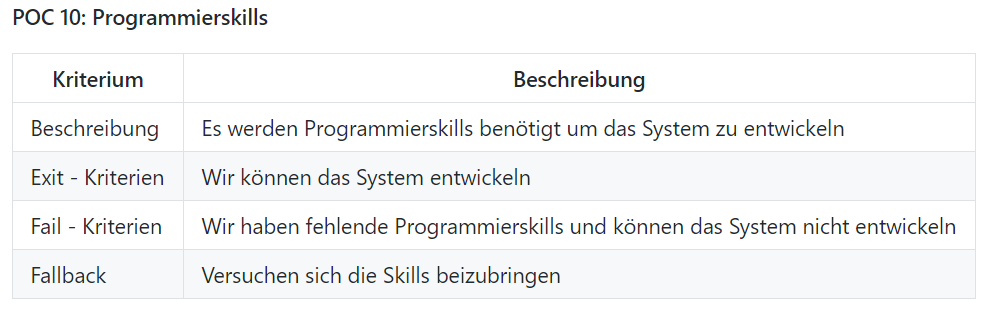 POC 10: Programmierskills
Kriterium Beschreibung
Beschreibung Es werden Programmierskills benötigt um das System zu entwickeln
Exit - Kriterien Wir können das System entwickeln
Fail - Kriterien Wir haben fehlende Programmierskills und können das System nicht entwickeln
Fallback Versuchen sich die Skills beizubringen